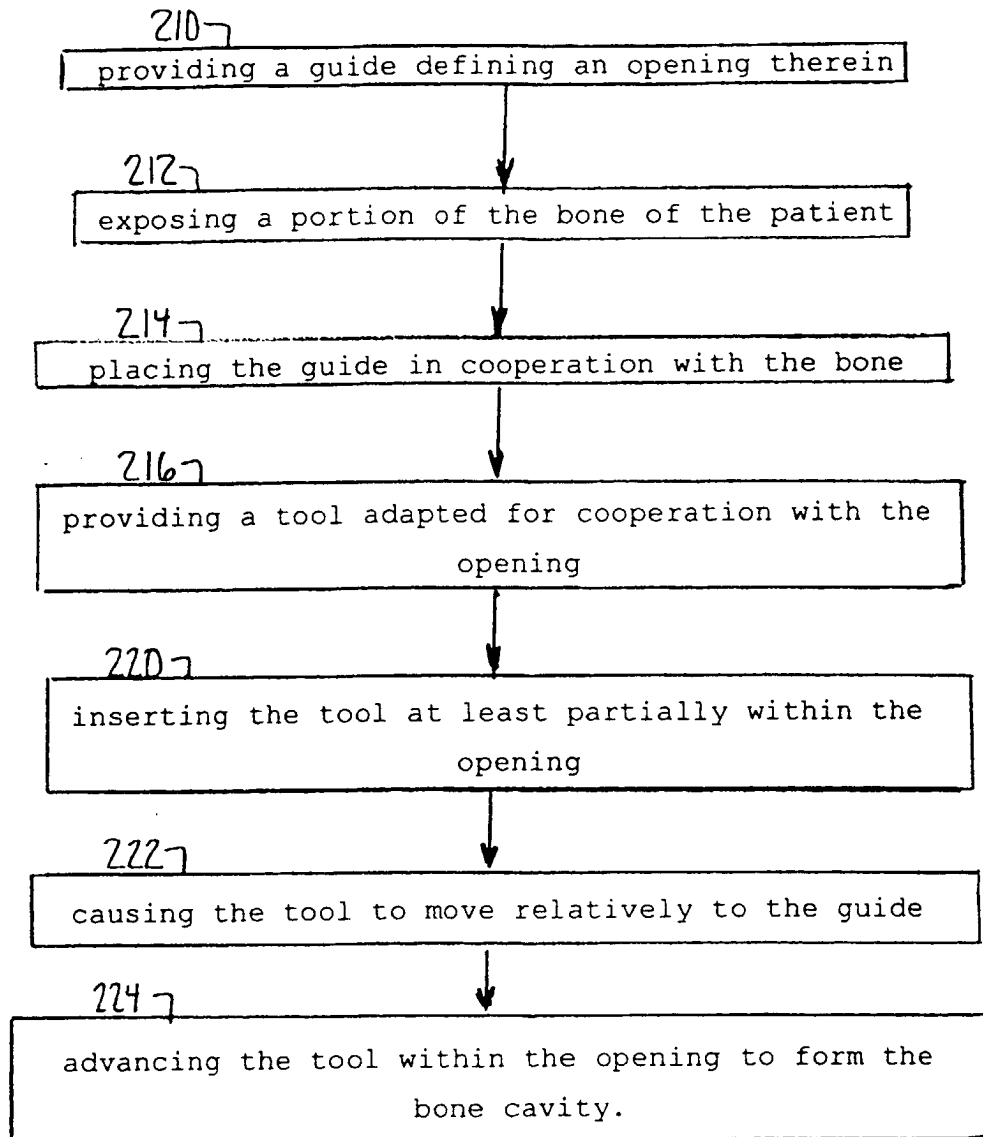 210
providing a guide defining an opening therein
212
exposing a portion of the bone of the patient
214
placing the guide in cooperation with the bone
216
providing a tool adapted for cooperation with the
opening
220
inserting the tool at least partially within the
opening
222
causing the tool to move relatively to the guide
224
advancing the tool within the opening to form the
bone cavity.